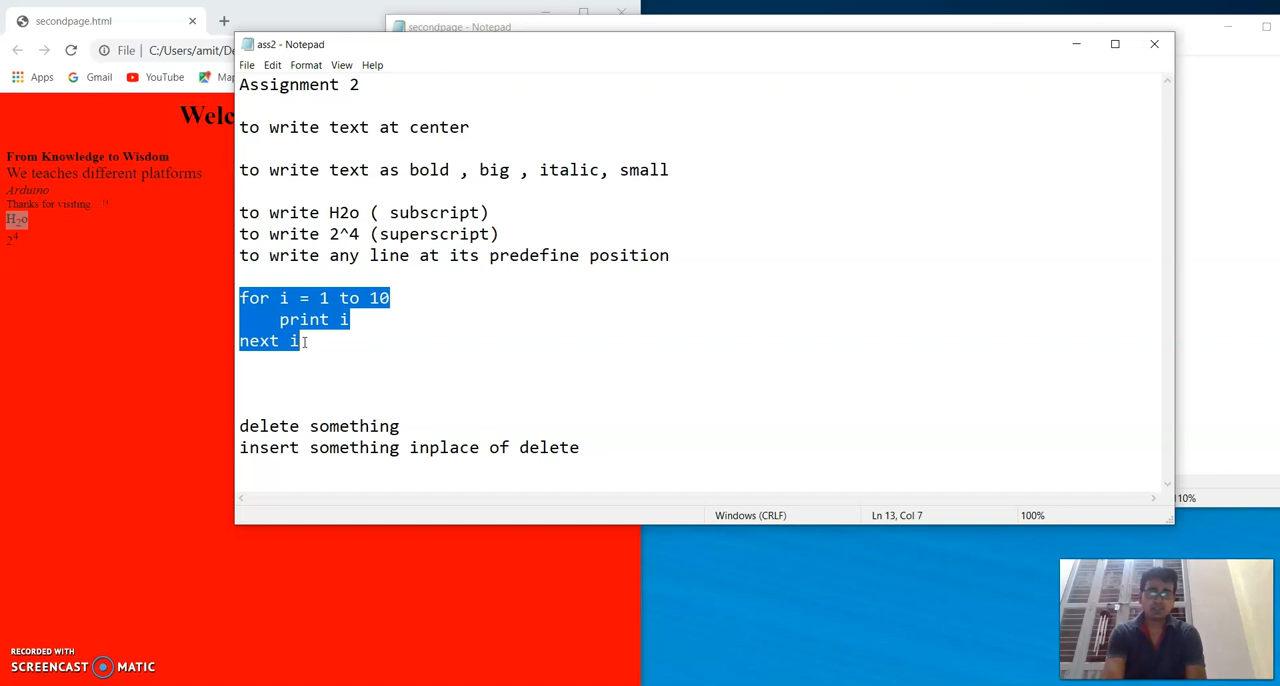 secondpage.html
secondpage - Notepad
File
C:/Users/amit/De
Apps
Gmail
YouTube
Map
Welc
From Knowledge to Wisdom
We teaches different platforms
Arduino
Thanks for visiting...!!
H2o
2^4
ass2 - Notepad
File Edit Format View Help
Assignment 2
to write text at center
to write text as bold , big , italic, small
to write H2o ( subscript)
to write 2^4 (superscript)
to write any line at its predefine position
for i = 1 to 10
print i
next i
delete something
insert something inplace of delete
Windows (CRLF)
Ln 13, Col 7
100%
110%
RECORDED WITH
SCREENCAST MATIC